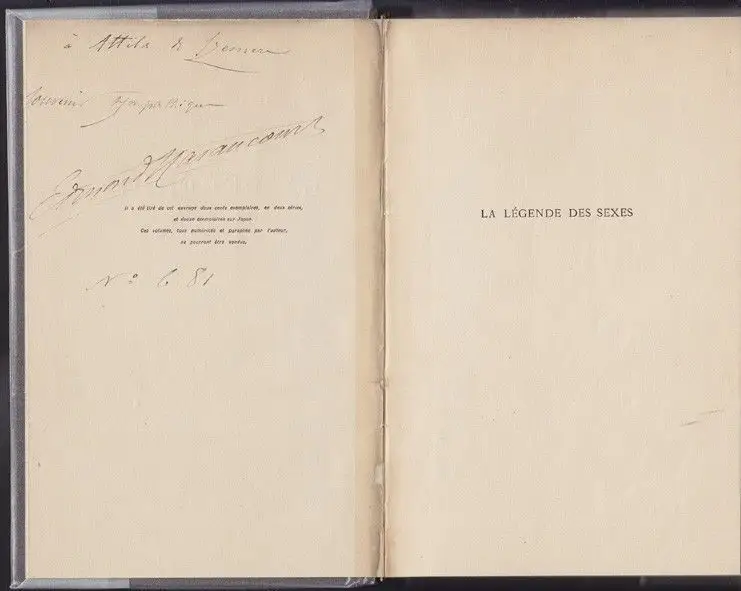 à Attila de
Souvenir sympathique
Edmond Haraucourt
Il a été tiré de cet ouvrage deux cents exemplaires, en deux séries,
et douze exemplaires sur Japon.
Ces volumes, tous numérotés et paraphés par l'auteur,
ne pourront être vendus.
N° 81
LA LÉGENDE DES SEXES